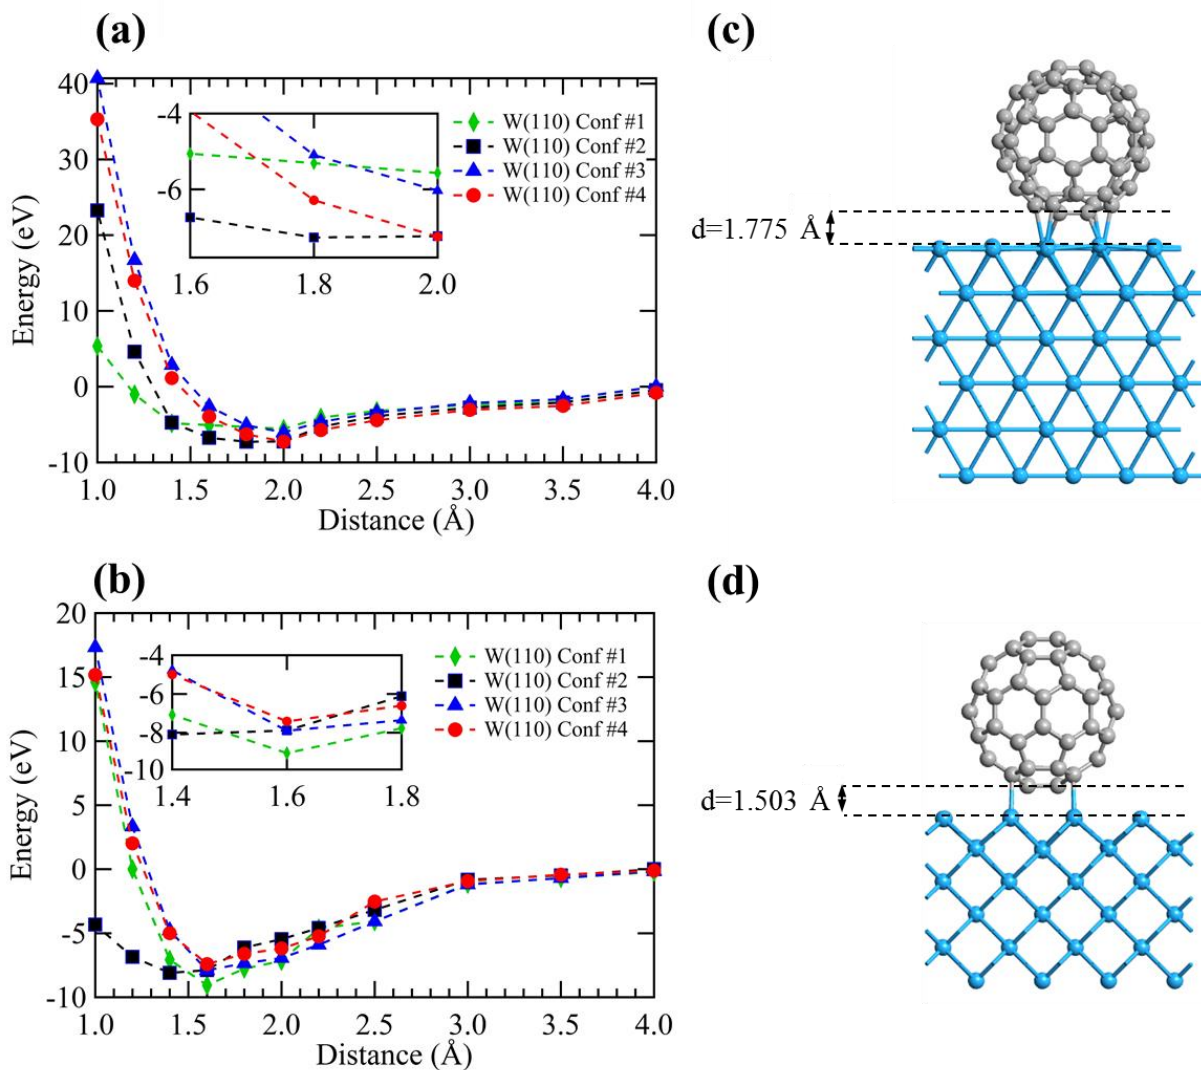 (a)
Energy (eV)
40
30
20
10
0
-10
1.0
1.5
2.0
2.5
3.0
3.5
4.0
Distance (Å)
-4
-6
1.6
1.8
2.0
W(110) Conf #1
W(110) Conf #2
W(110) Conf #3
W(110) Conf #4
(c)
d=1.775 Å
(b)
Energy (eV)
20
15
10
5
0
-5
-10
1.0
1.5
2.0
2.5
3.0
3.5
4.0
Distance (Å)
-4
-6
-8
-10
1.4
1.6
1.8
W(110) Conf #1
W(110) Conf #2
W(110) Conf #3
W(110) Conf #4
(d)
d=1.503 Å